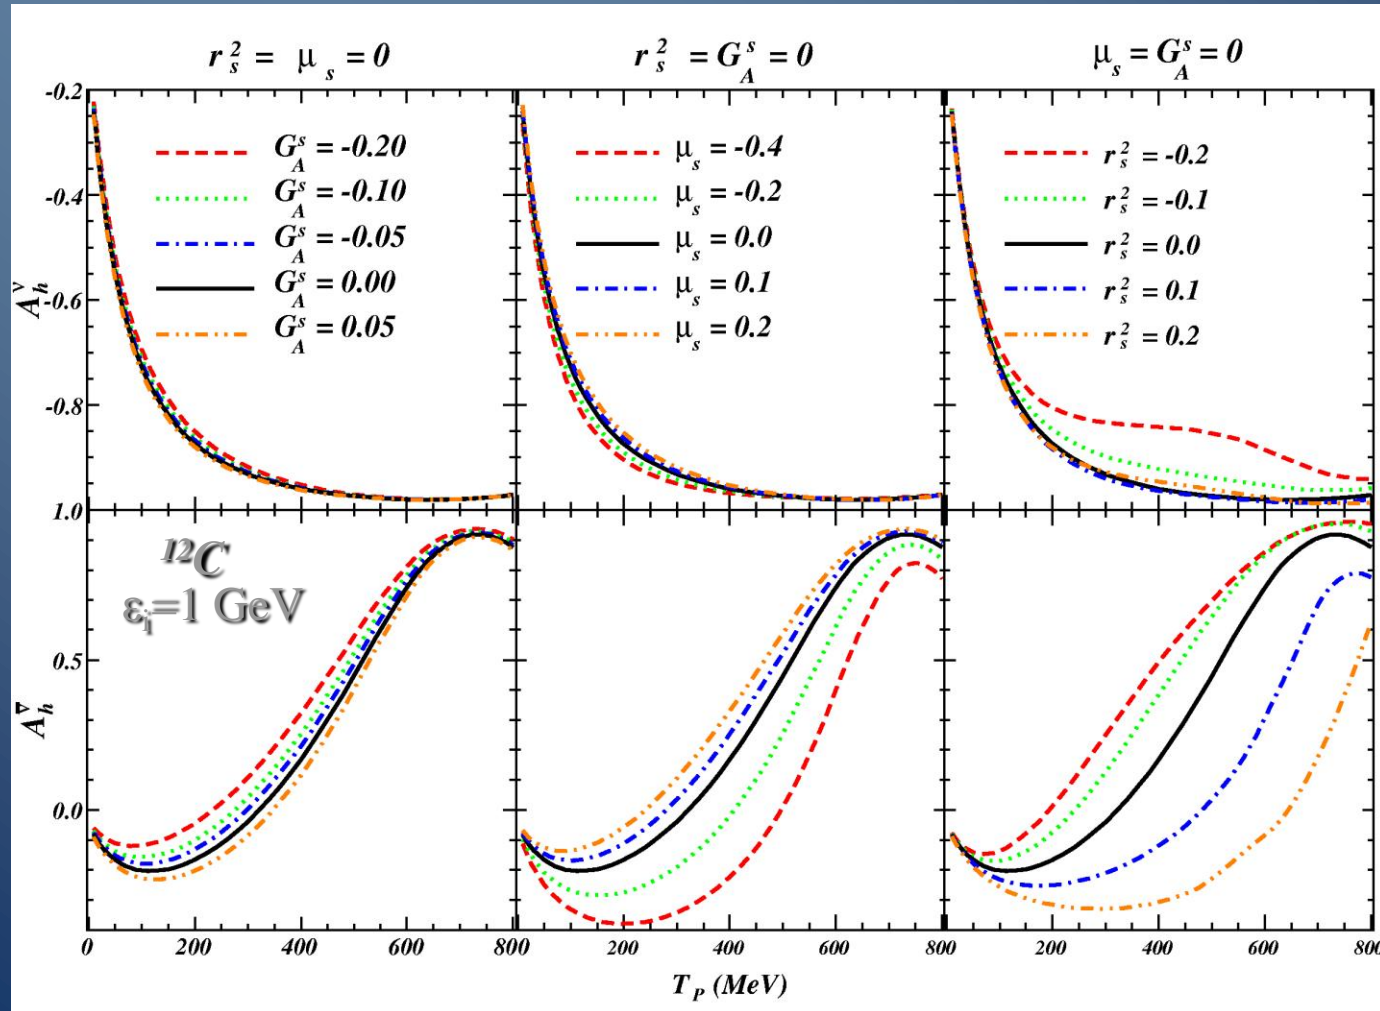 r_s^2 = μ_s = 0
r_s^2 = G_A^s = 0
μ_s = G_A^s = 0
-0.2
-0.4
-0.6
-0.8
A_h^ν
G_A^s = -0.20
G_A^s = -0.10
G_A^s = -0.05
G_A^s = 0.00
G_A^s = 0.05
μ_s = -0.4
μ_s = -0.2
μ_s = 0.0
μ_s = 0.1
μ_s = 0.2
r_s^2 = -0.2
r_s^2 = -0.1
r_s^2 = 0.0
r_s^2 = 0.1
r_s^2 = 0.2
1.0
0.5
0.0
A_h^ν̄
^12C
ε_i=1 GeV
0 200 400 600 800 200 400 600 800 200 400 600 800
T_P (MeV)